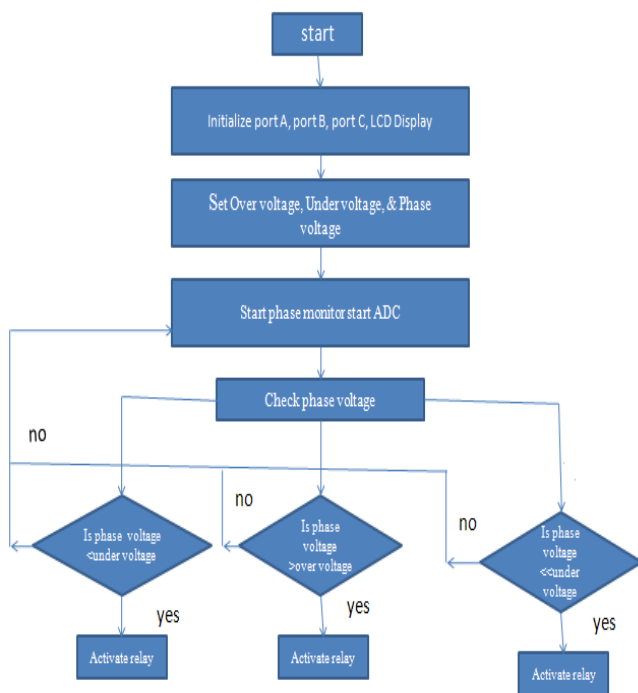 start
Initialize port A, port B, port C, LCD Display
Set Over voltage, Under voltage, & Phase
voltage
Start phase monitor start ADC
Check phase voltage
no
no
no
Is phase voltage
<under voltage
Is phase
voltage
>over voltage
Is phase
voltage
<<under
voltage
yes
yes
yes
Activate relay
Activate relay
Activate relay